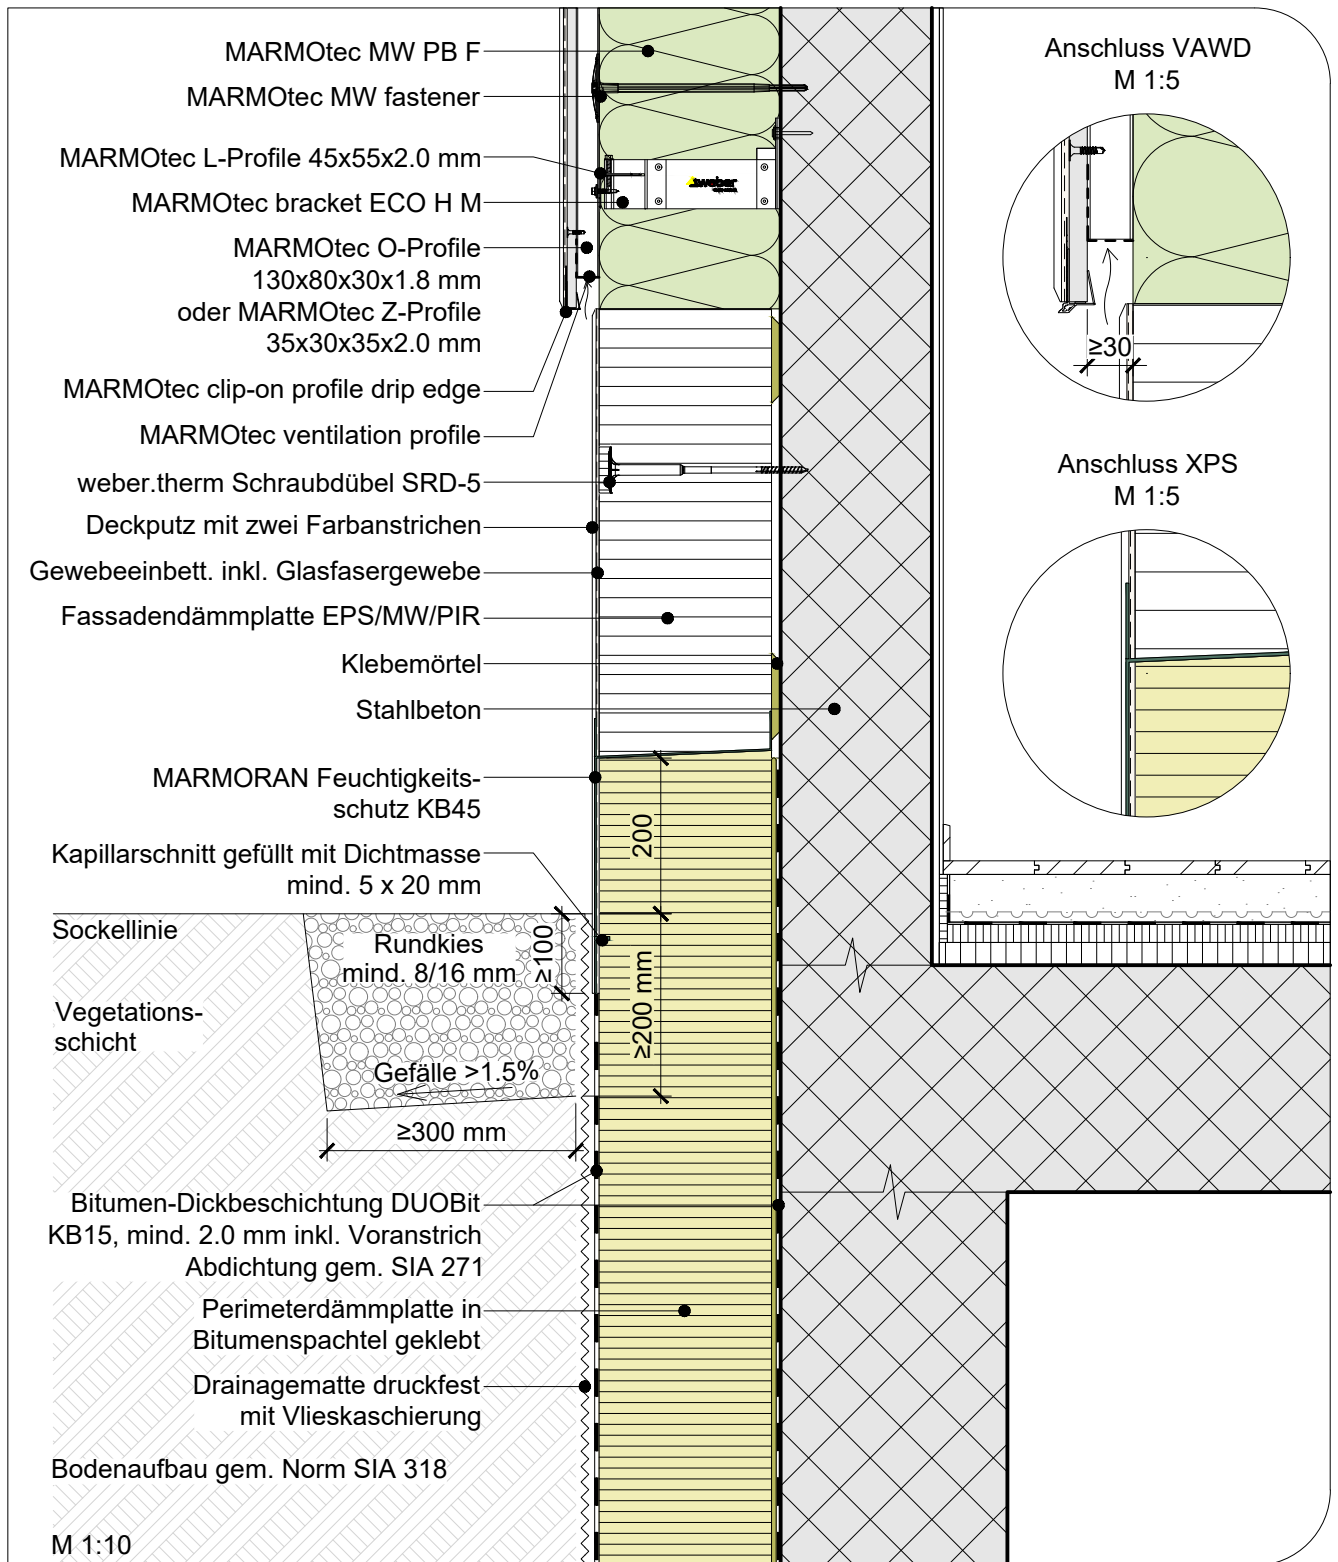 MARMOtec MW PB F
MARMOtec MW fastener
MARMOtec L-Profile 45x55x2.0 mm
MARMOtec bracket ECO H M
MARMOtec O-Profile
130x80x30x1.8 mm
oder MARMOtec Z-Profile
35x30x35x2.0 mm
MARMOtec clip-on profile drip edge
MARMOtec ventilation profile
weber.therm Schraubdübel SRD-5
Deckputz mit zwei Farbanstrichen
Gewebeeinbett. inkl. Glasfasergewebe
Fassadendämmplatte EPS/MW/PIR
Klebemörtel
Stahlbeton
MARMORAN Feuchtigkeits-
schutz KB45
Kapillarschnitt gefüllt mit Dichtmasse
mind. 5 x 20 mm
Sockellinie
Rundkies
mind. 8/16 mm
≥100
200
≥200 mm
Vegetations-
schicht
Gefälle >1.5%
≥300 mm
Bitumen-Dickbeschichtung DUOBit
KB15, mind. 2.0 mm inkl. Voranstrich
Abdichtung gem. SIA 271
Perimeterdämmplatte in
Bitumenspachtel geklebt
Drainagematte druckfest
mit Vlieskaschierung
Bodenaufbau gem. Norm SIA 318
M 1:10
weber
Anschluss VAWD
M 1:5
≥30
Anschluss XPS
M 1:5